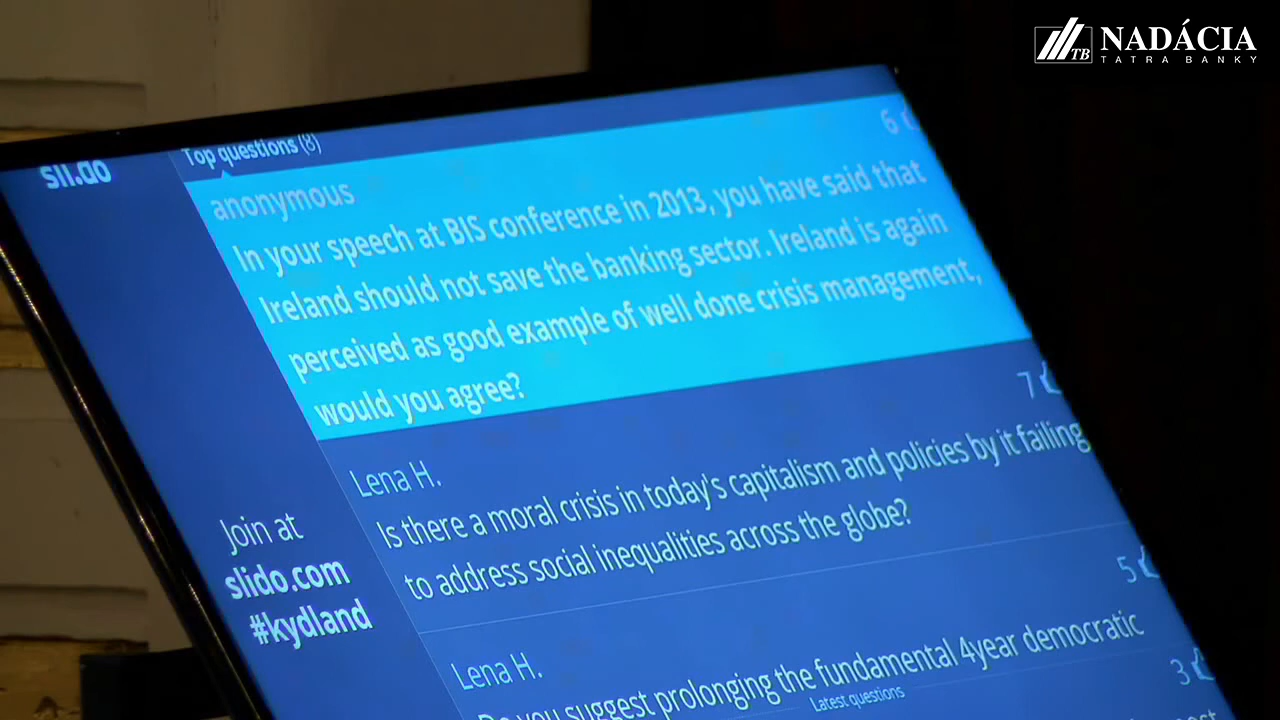 TB NADÁCIA
TATRA BANKY
sli.do
Top questions (8)
6
anonymous
In your speech at BIS conference in 2013, you have said that
Ireland should not save the banking sector. Ireland is again
perceived as good example of well done crisis management,
would you agree?
7
Lena H.
Is there a moral crisis in today's capitalism and policies by it failing
to address social inequalities across the globe?
5
Lena H.
Do you suggest prolonging the fundamental 4year democratic
3
Latest questions
Join at
slido.com
#kydland